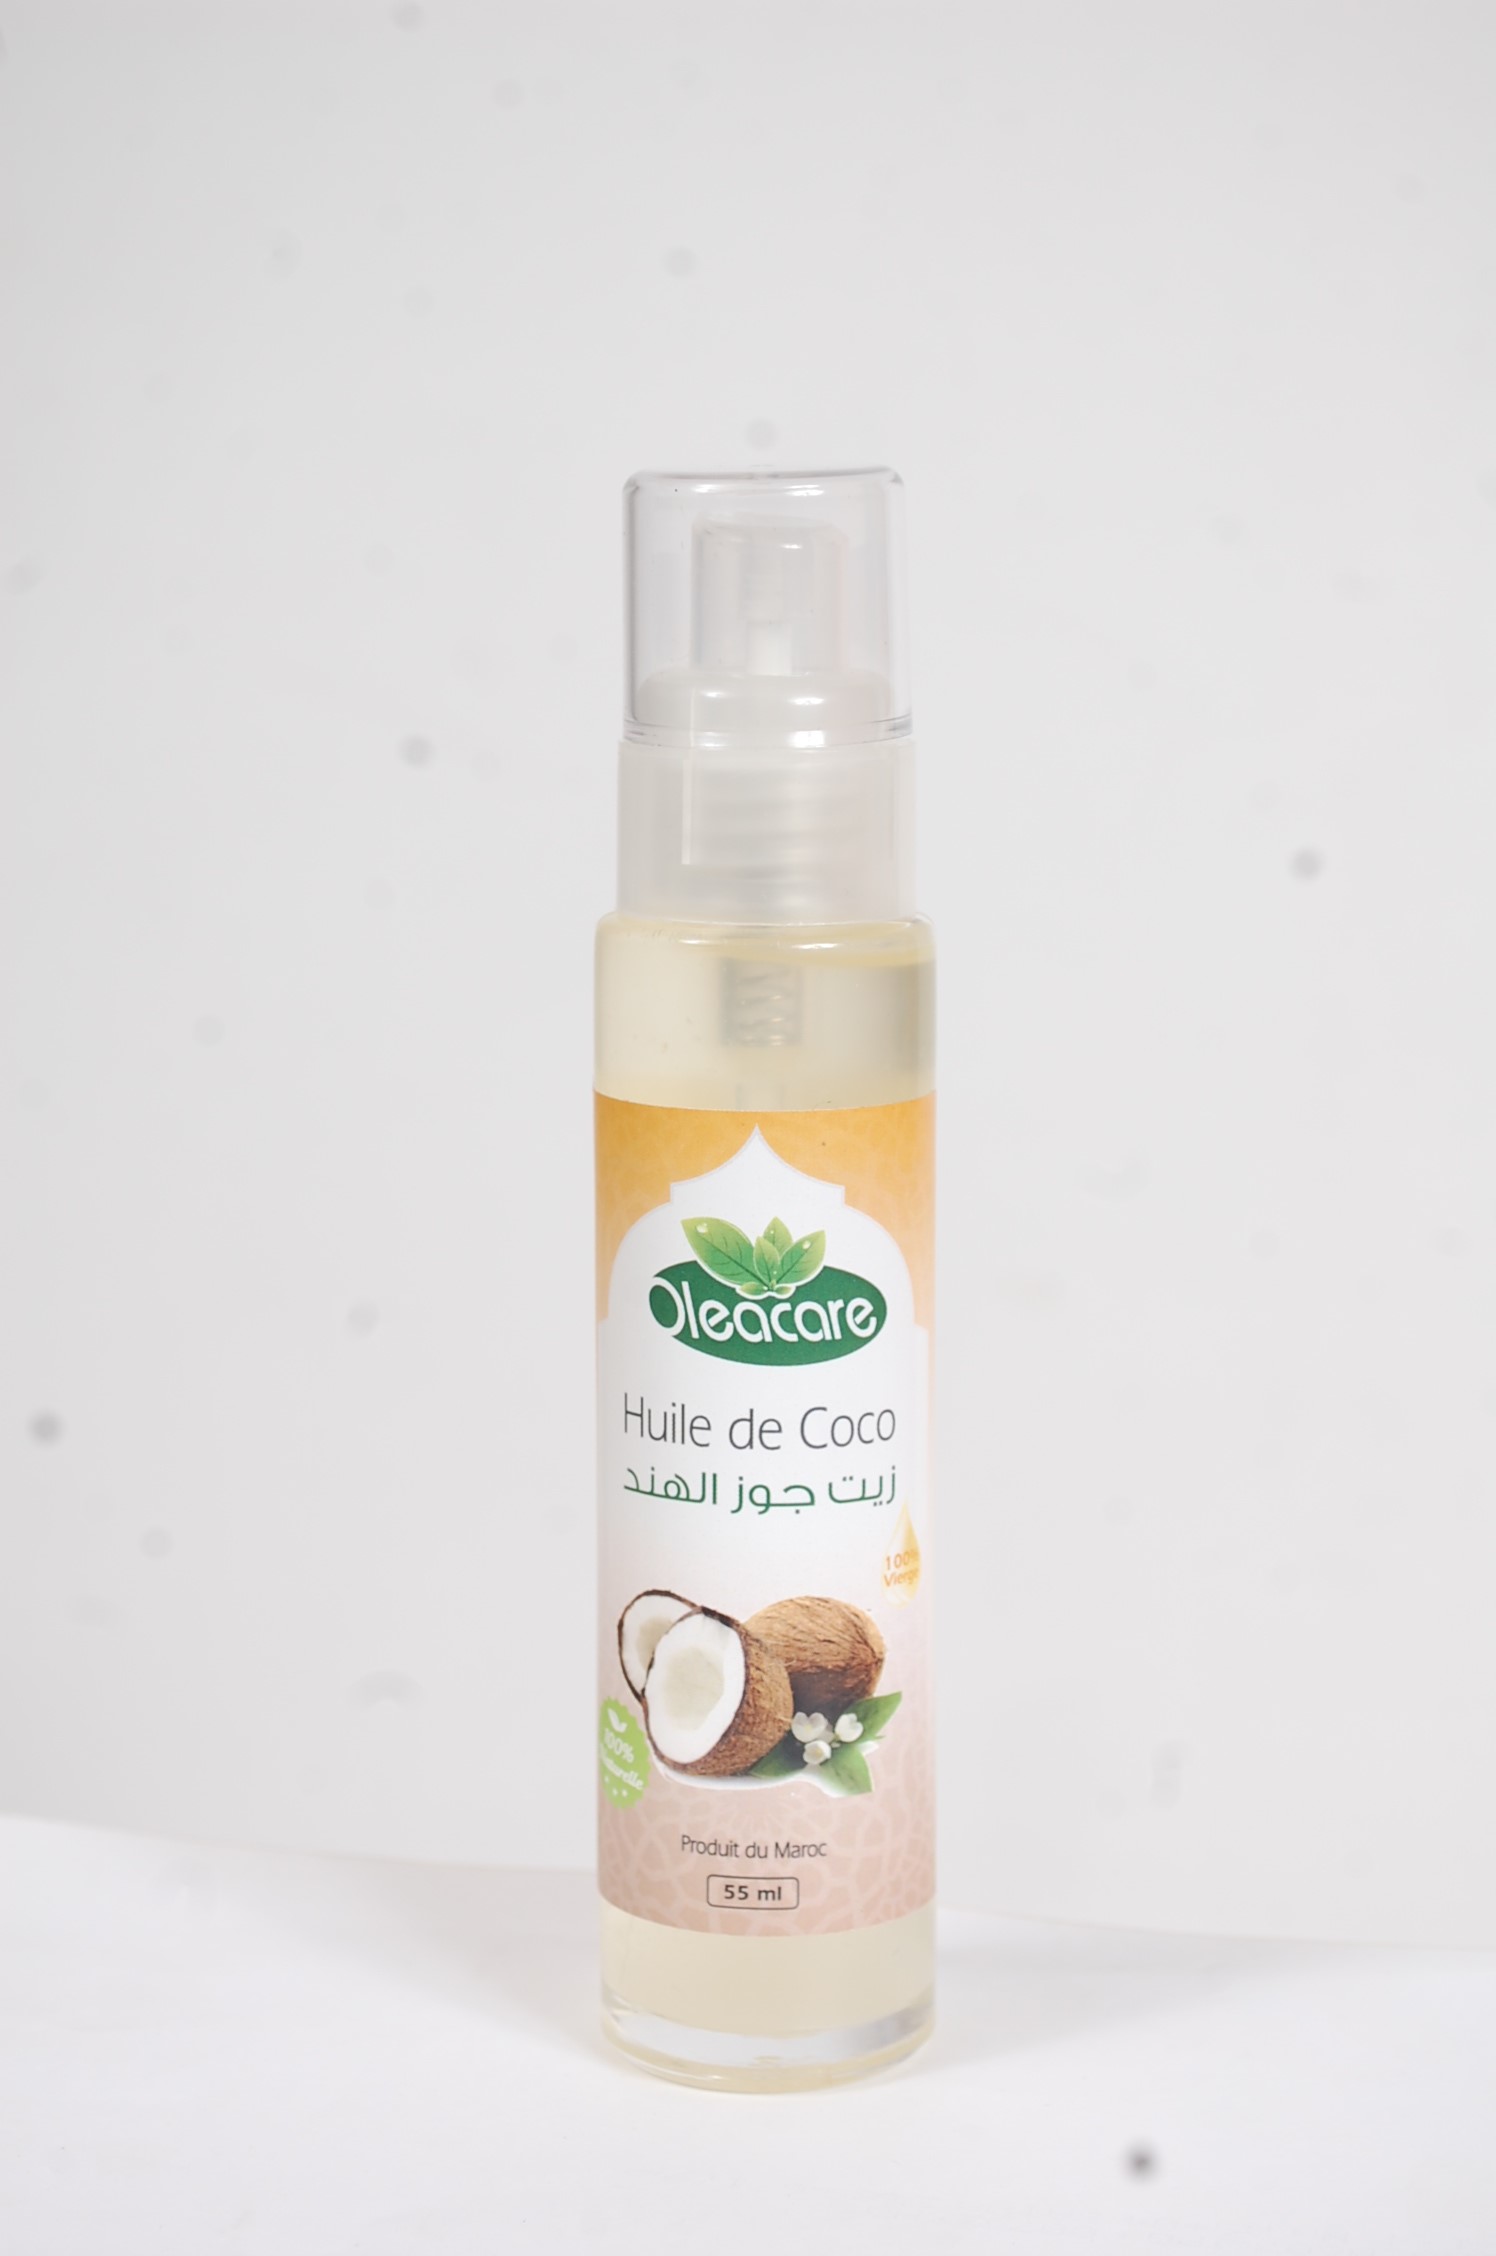 Oleacare
Huile de Coco
زيت جوز الهند
100%
Vierge
100%
Naturelle
Produit du Maroc
55 ml